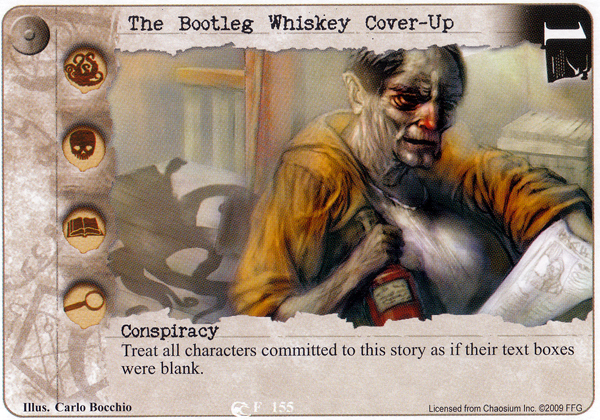 The Bootleg Whiskey Cover-Up
1
Conspiracy
Treat all characters committed to this story as if their text boxes
were blank.
Illus. Carlo Bocchio
F 155
Licensed from Chaosium Inc. ©2009 FFG